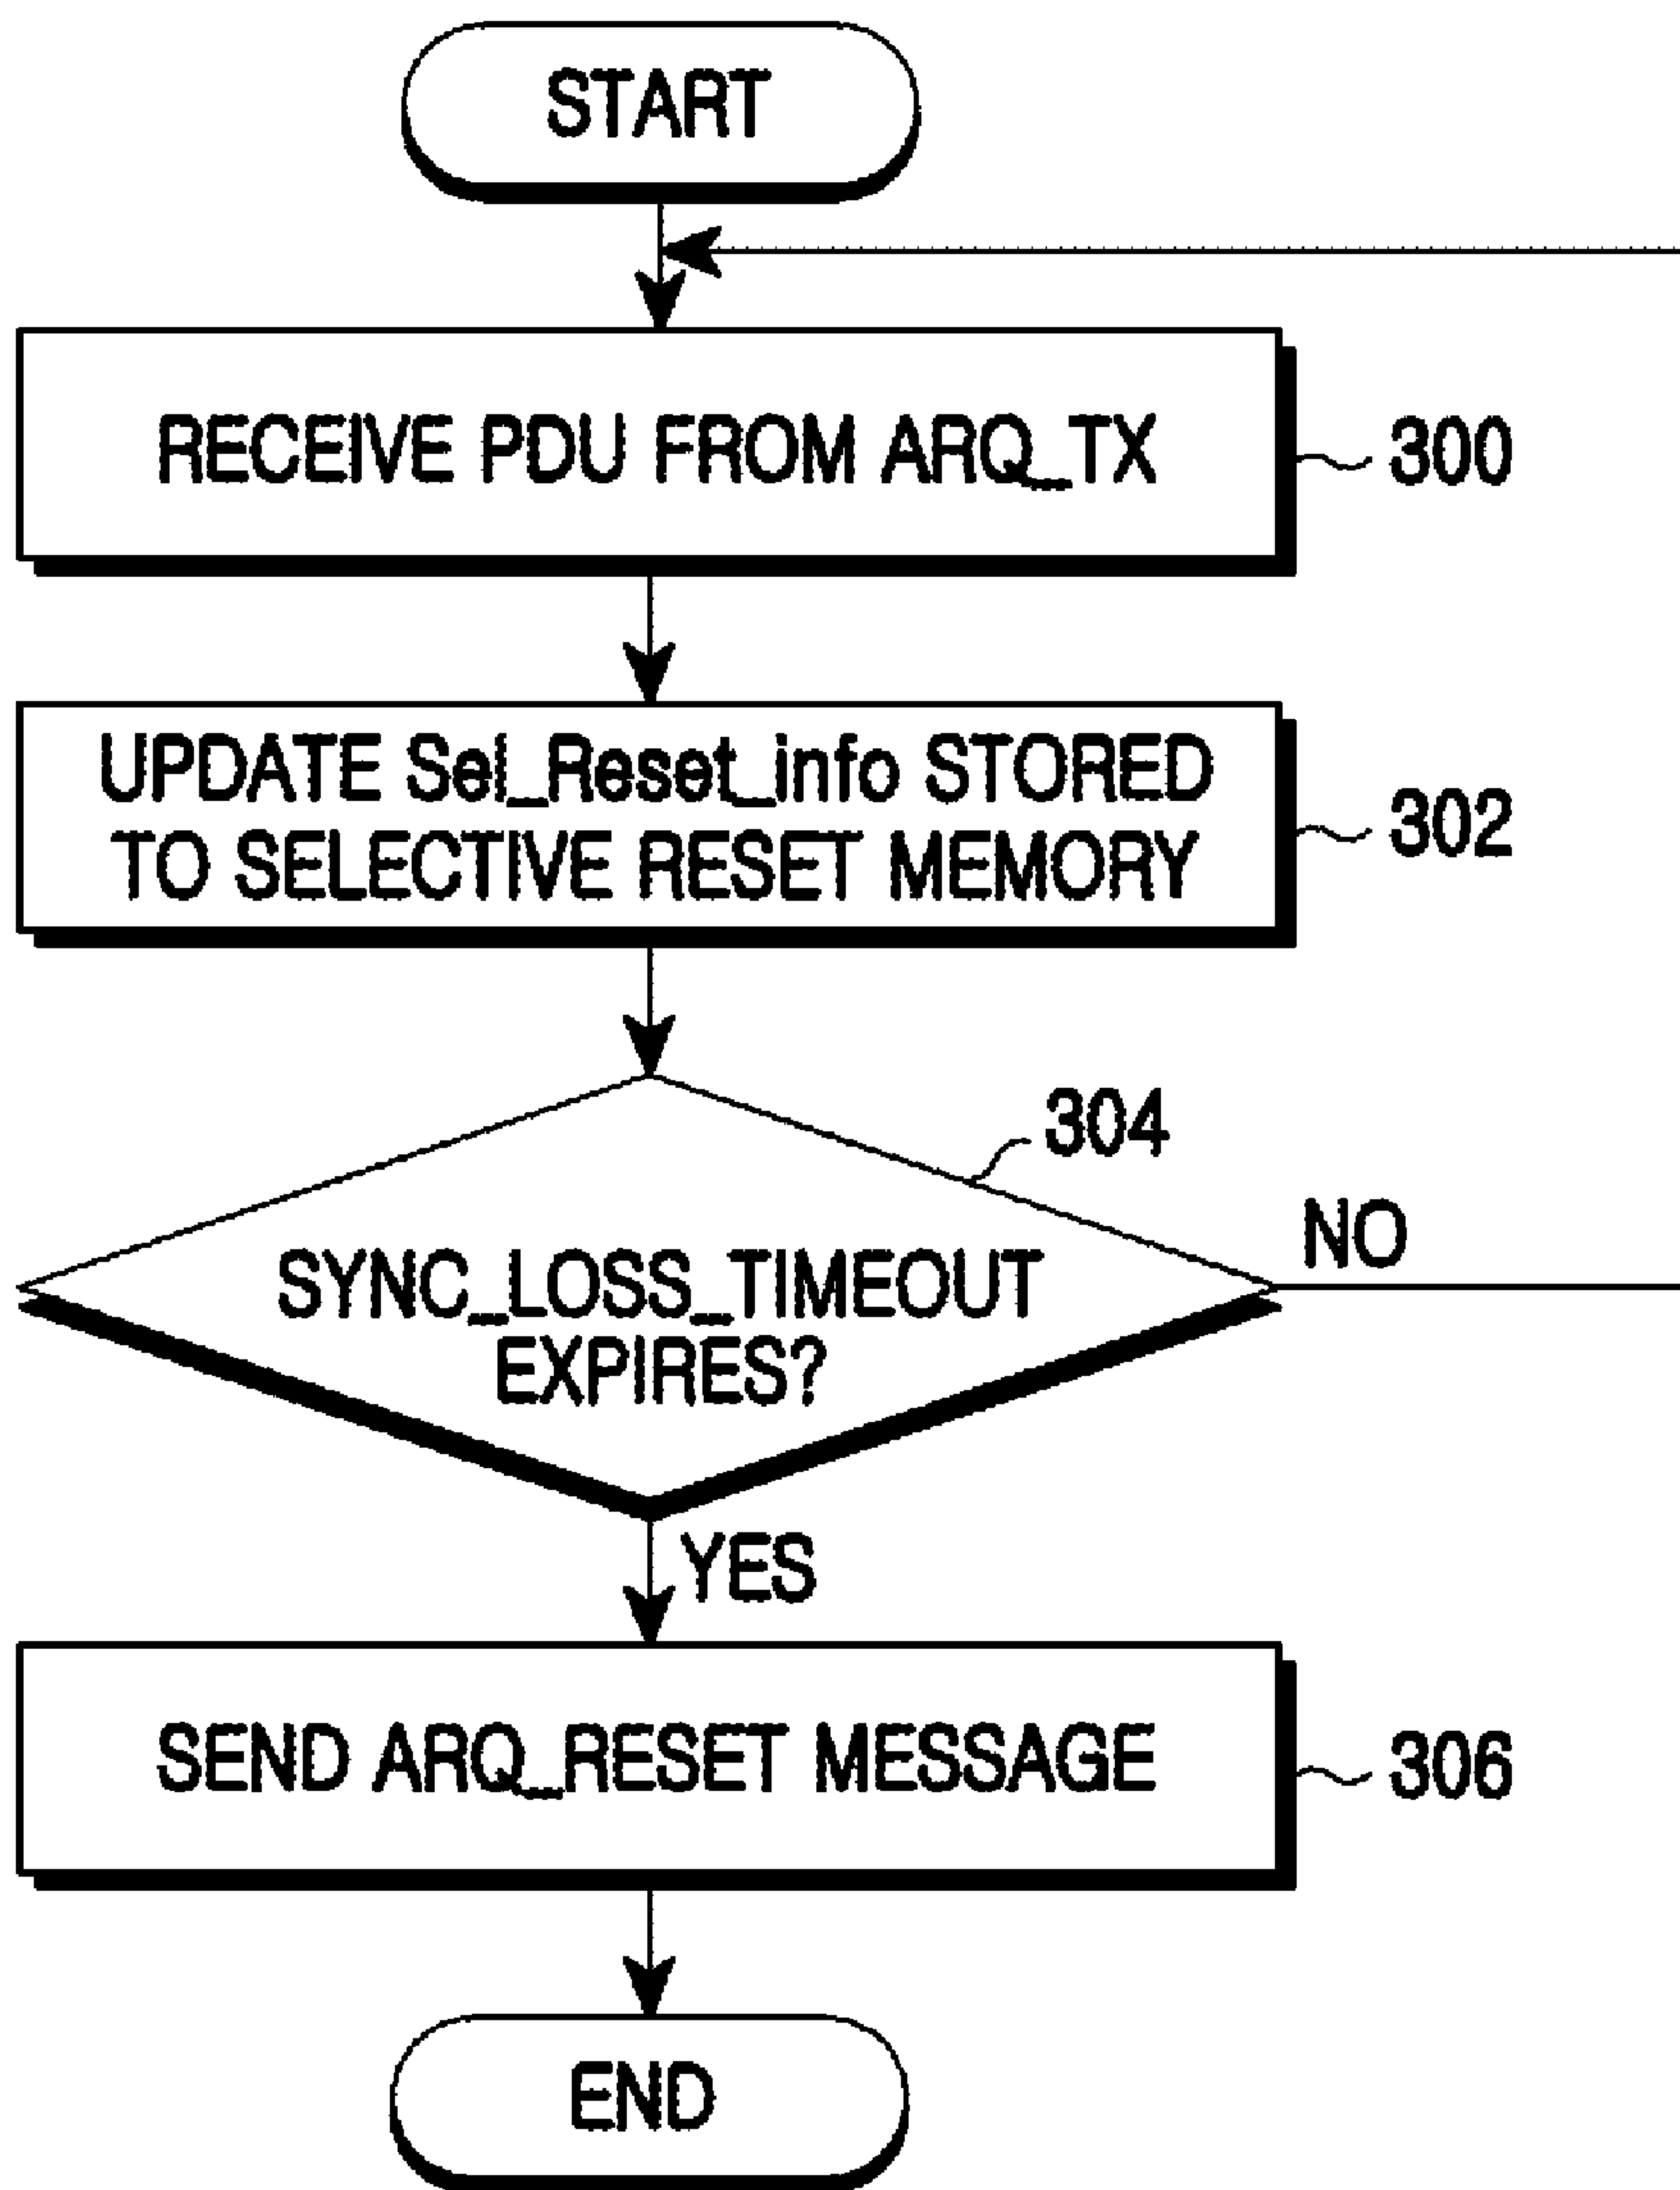 START
RECEIVE PDU FROM ARQ_TX
300
UPDATE Sel_Reset_info STORED
TO SELECTIVE RESET MEMORY
302
304
SYNC_LOSS_TIMEOUT
EXPIRES?
NO
YES
SEND ARQ_RESET MESSAGE
306
END